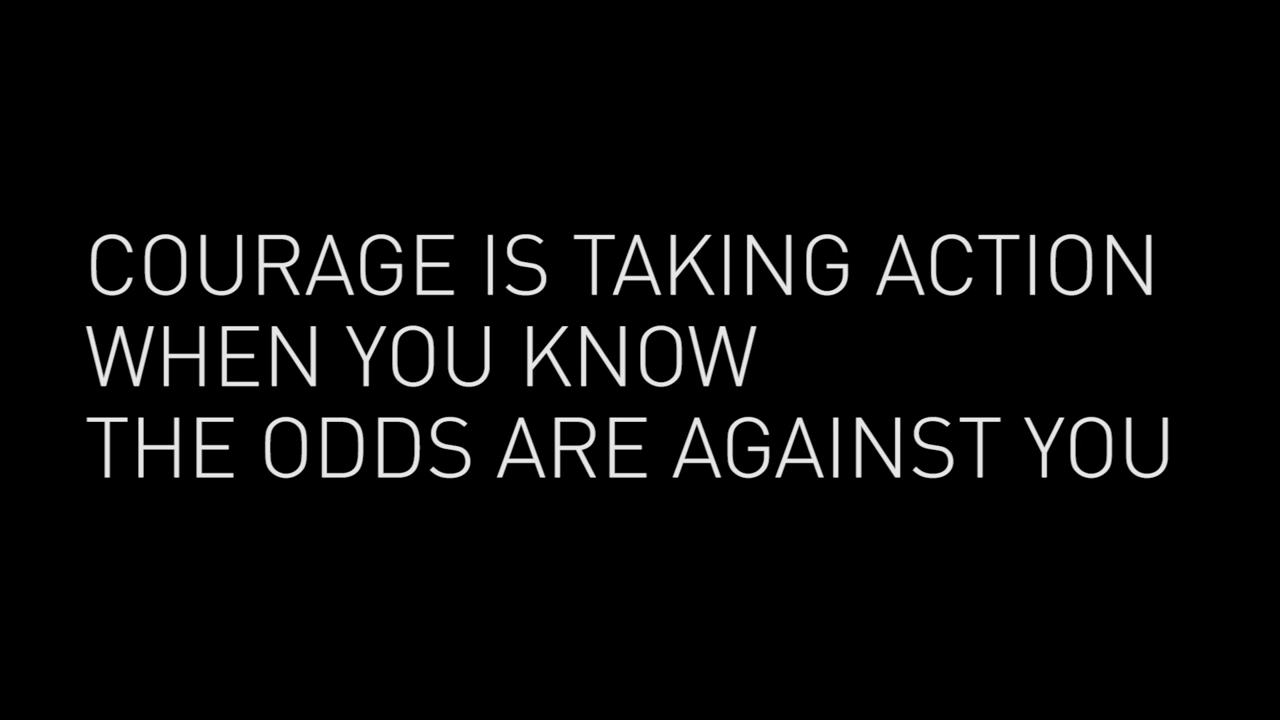 COURAGE IS TAKING ACTION
WHEN YOU KNOW
THE ODDS ARE AGAINST YOU